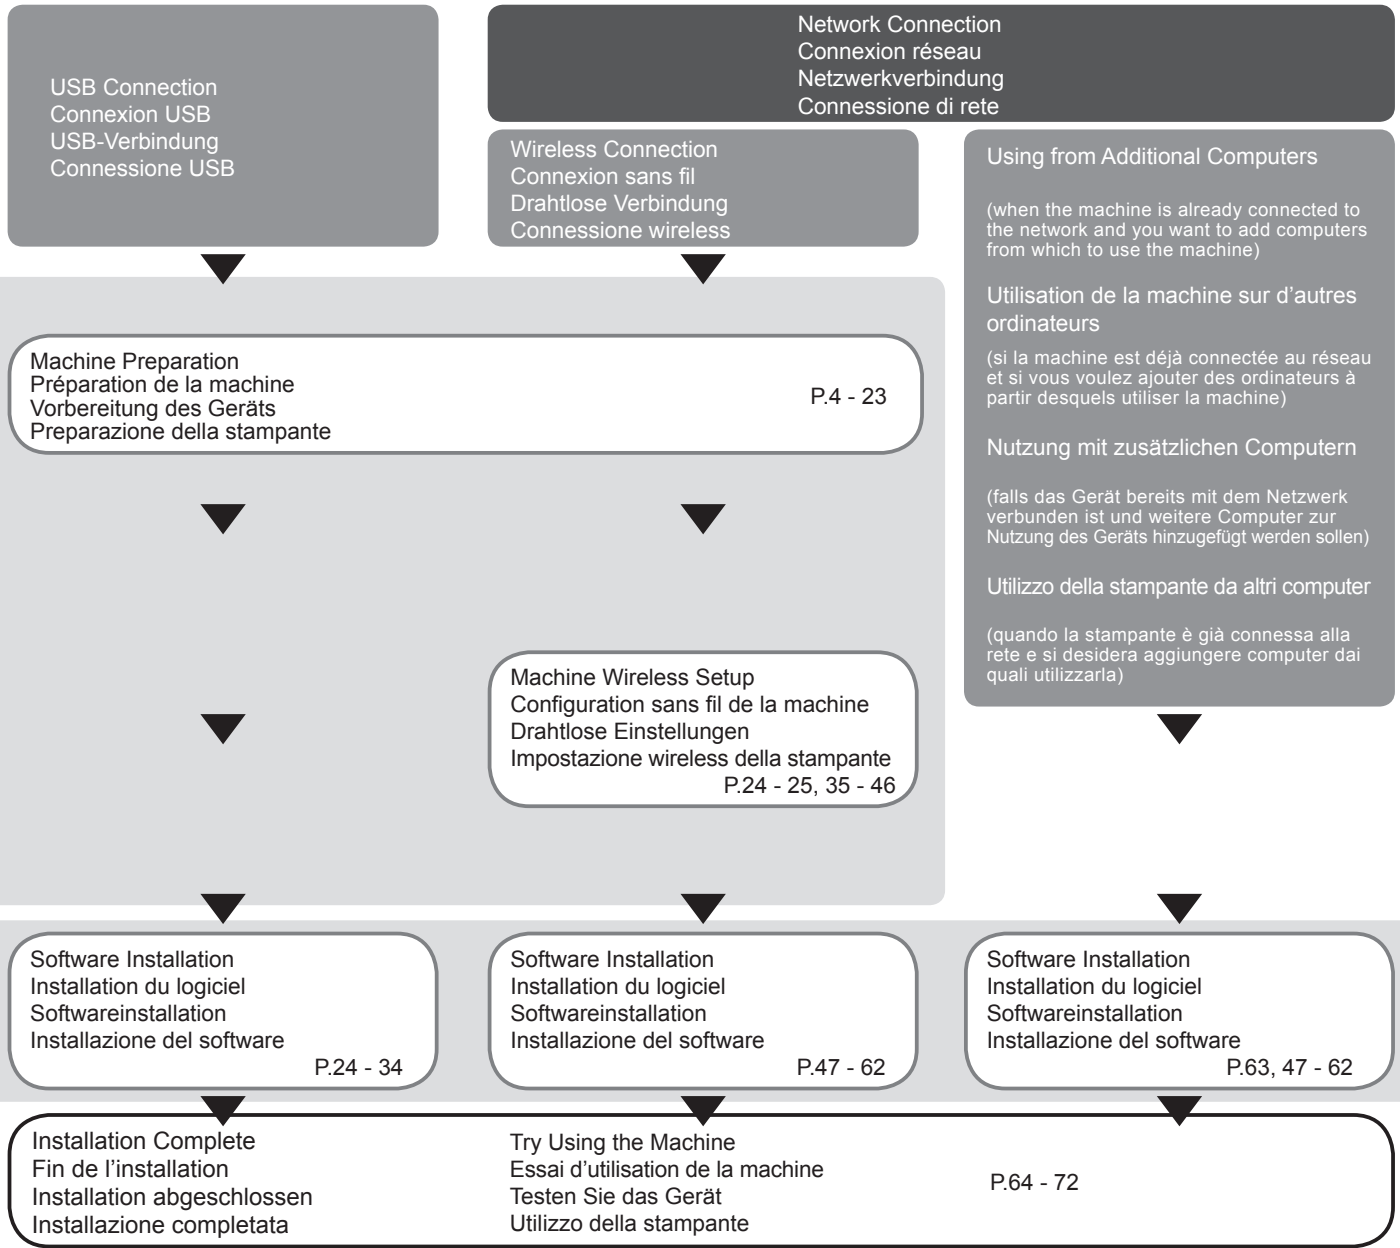 USB Connection
Connexion USB
USB-Verbindung
Connessione USB
Network Connection
Connexion réseau
Netzwerkverbindung
Connessione di rete
Wireless Connection
Connexion sans fil
Drahtlose Verbindung
Connessione wireless
Using from Additional Computers
(when the machine is already connected to
the network and you want to add computers
from which to use the machine)
Utilisation de la machine sur d'autres
ordinateurs
(si la machine est déjà connectée au réseau
et si vous voulez ajouter des ordinateurs à
partir desquels utiliser la machine)
Nutzung mit zusätzlichen Computern
(falls das Gerät bereits mit dem Netzwerk
verbunden ist und weitere Computer zur
Nutzung des Geräts hinzugefügt werden sollen)
Utilizzo della stampante da altri computer
(quando la stampante è già connessa alla
rete e si desidera aggiungere computer dai
quali utilizzarla)
Machine Preparation
Préparation de la machine
Vorbereitung des Geräts
Preparazione della stampante
P.4 - 23
Machine Wireless Setup
Configuration sans fil de la machine
Drahtlose Einstellungen
Impostazione wireless della stampante
P.24 - 25, 35 - 46
Software Installation
Installation du logiciel
Softwareinstallation
Installazione del software
P.24 - 34
Software Installation
Installation du logiciel
Softwareinstallation
Installazione del software
P.47 - 62
Software Installation
Installation du logiciel
Softwareinstallation
Installazione del software
P.63, 47 - 62
Installation Complete
Fin de l'installation
Installation abgeschlossen
Installazione completata
Try Using the Machine
Essai d'utilisation de la machine
Testen Sie das Gerät
Utilizzo della stampante
P.64 - 72